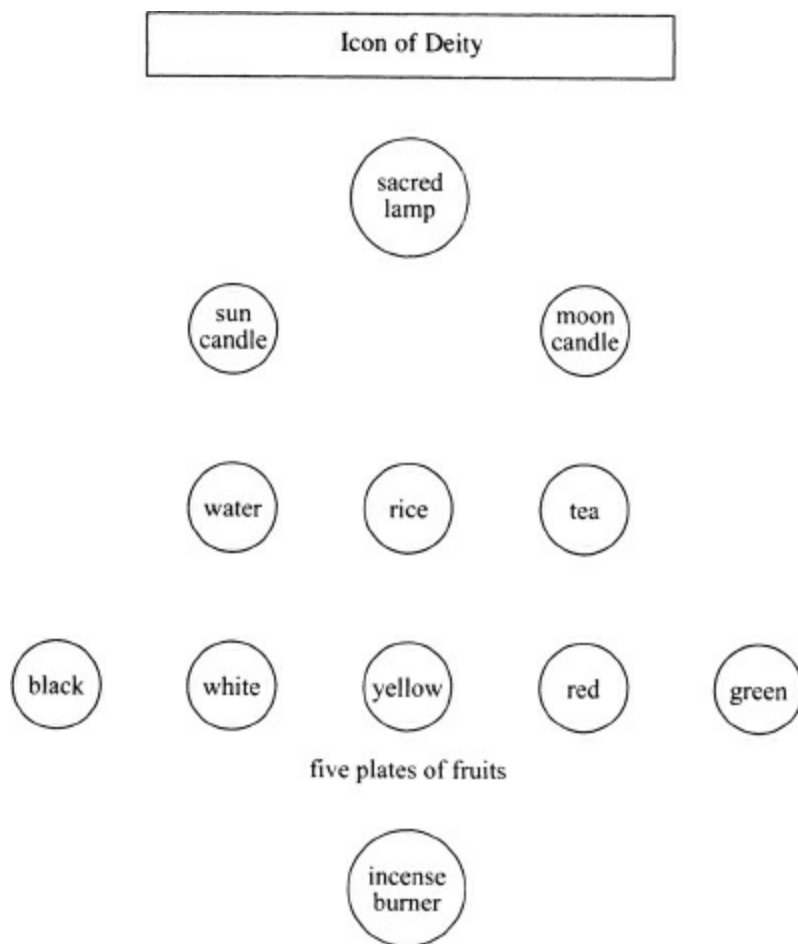 Icon of Deity
sacred
lamp
sun
candle
moon
candle
water
rice
tea
black
white
yellow
red
green
five plates of fruits
incense
burner